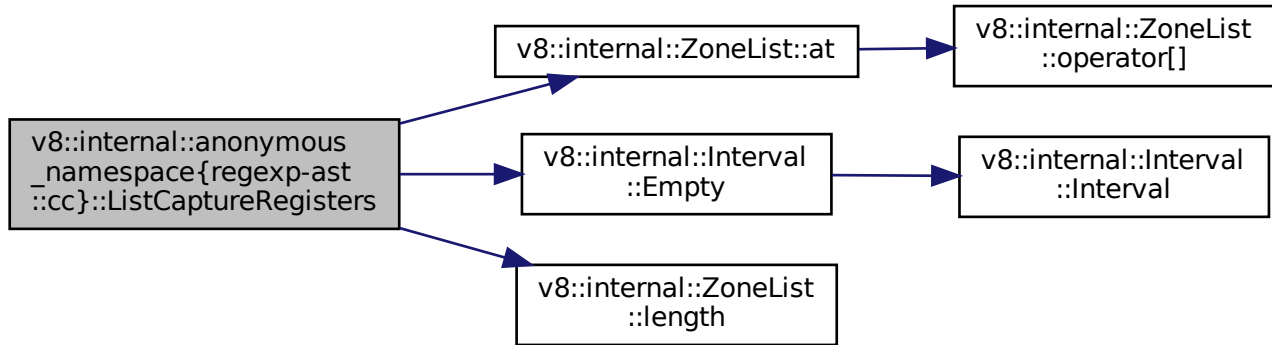 v8::internal::anonymous
_namespace{regexp-ast
::cc}::ListCaptureRegisters
v8::internal::ZoneList::at
v8::internal::ZoneList
::operator[]
v8::internal::Interval
::Empty
v8::internal::Interval
::Interval
v8::internal::ZoneList
::length